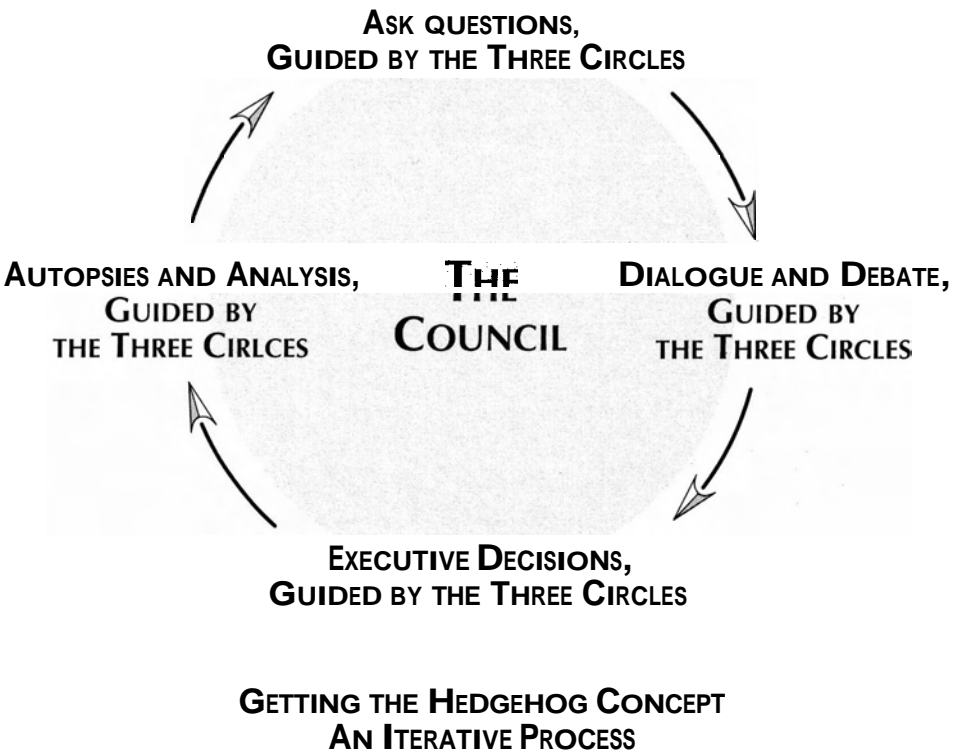 ASK QUESTIONS,
GUIDED BY THE THREE CIRCLES
AUTOPSIES AND ANALYSIS,
GUIDED BY
THE THREE CIRLCES
THE
COUNCIL
DIALOGUE AND DEBATE,
GUIDED BY
THE THREE CIRCLES
EXECUTIVE DECISIONS,
GUIDED BY THE THREE CIRCLES
GETTING THE HEDGEHOG CONCEPT
AN ITERATIVE PROCESS